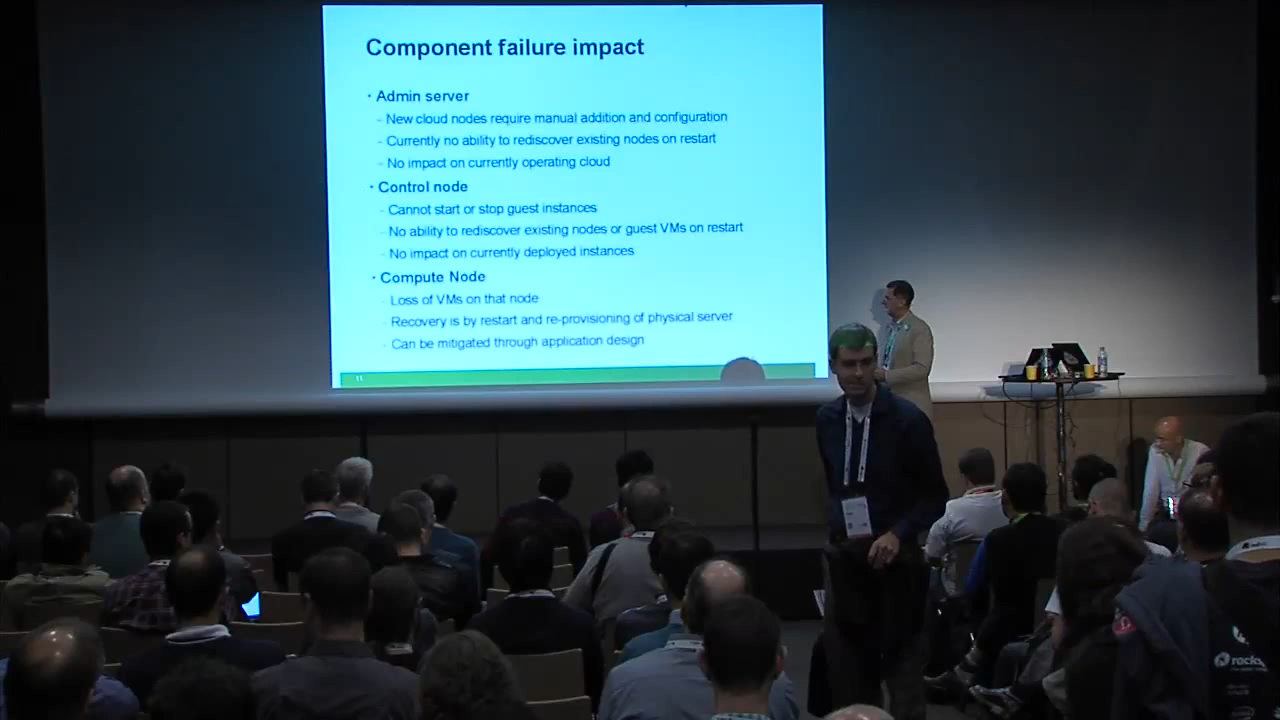 Component failure impact
· Admin server
- New cloud nodes require manual addition and configuration
- Currently no ability to rediscover existing nodes on restart
- No impact on currently operating cloud
· Control node
- Cannot start or stop guest instances
- No ability to rediscover existing nodes or guest VMs on restart
- No impact on currently deployed instances
· Compute Node
- Loss of VMs on that node
- Recovery is by restart and re-provisioning of physical server
- Can be mitigated through application design
11